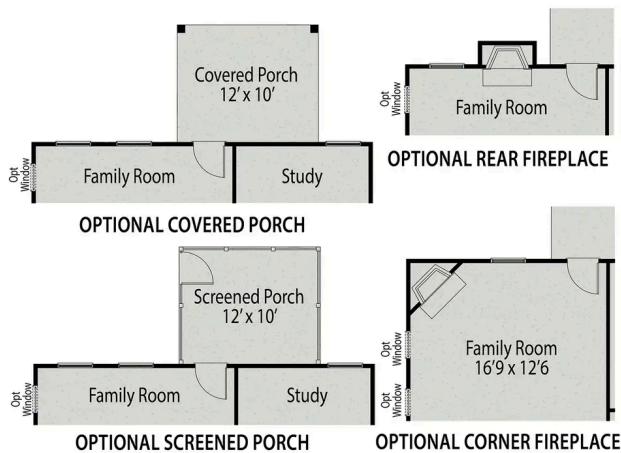 Covered Porch
12' x 10'
Opt
Window
Family Room
Study
OPTIONAL COVERED PORCH
Opt
Window
Family Room
OPTIONAL REAR FIREPLACE
Screened Porch
12' x 10'
Opt
Window
Family Room
Study
OPTIONAL SCREENED PORCH
Opt
Window
Opt
Window
Family Room
16'9 x 12'6
OPTIONAL CORNER FIREPLACE